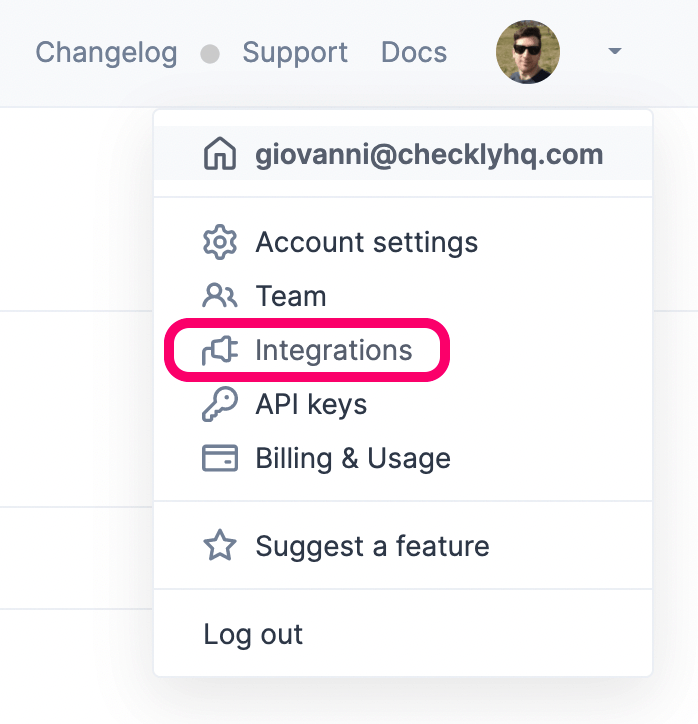 Changelog Support Docs
giovanni@checklyhq.com
Account settings
Team
Integrations
API keys
Billing & Usage
Suggest a feature
Log out